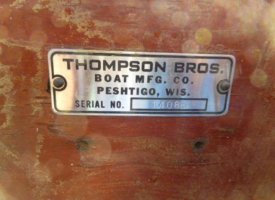 THOMPSON BROS.
BOAT MFG. CO.
PESHTIGO, WIS.
SERIAL NO.